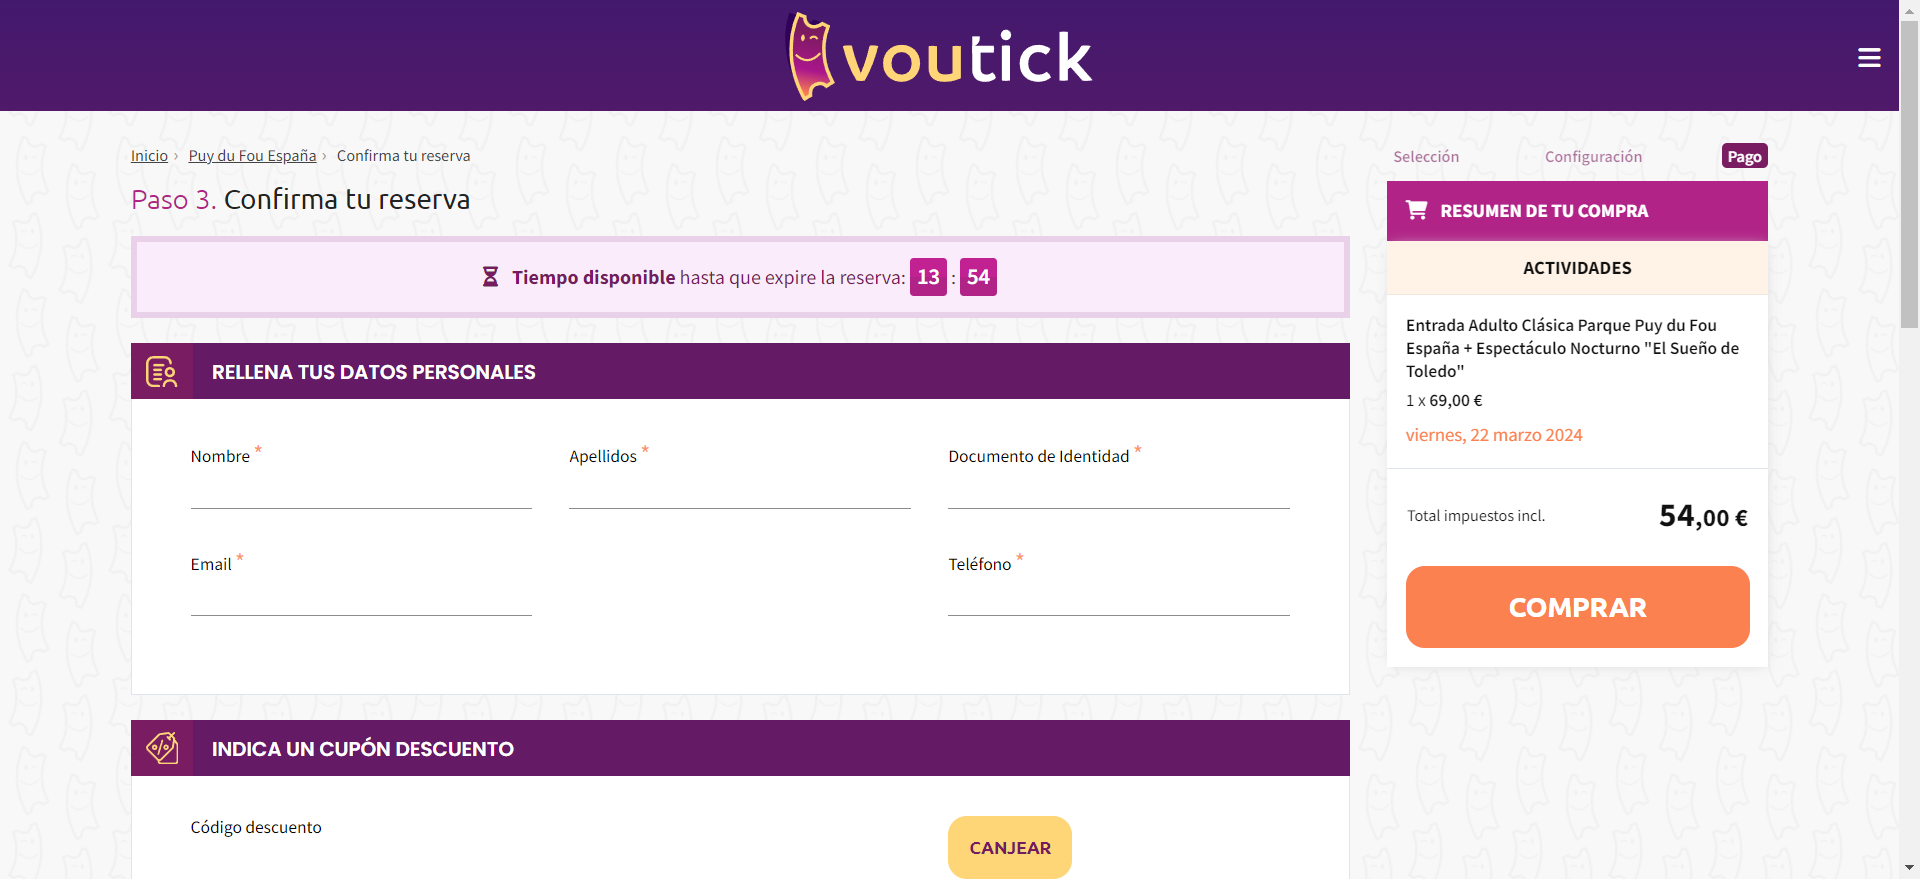 voutick
Inicio › Puy du Fou España › Confirma tu reserva
Paso 3. Confirma tu reserva
Tiempo disponible hasta que expire la reserva: 13 : 54
RELLENA TUS DATOS PERSONALES
Nombre * Apellidos * Documento de Identidad *
Email * Teléfono *
INDICA UN CUPÓN DESCUENTO
Código descuento
CANJEAR
Selección Configuración Pago
RESUMEN DE TU COMPRA
ACTIVIDADES
Entrada Adulto Clásica Parque Puy du Fou
España + Espectáculo Nocturno "El Sueño de
Toledo"
1 x 69,00 €
viernes, 22 marzo 2024
Total impuestos incl. 54,00 €
COMPRAR